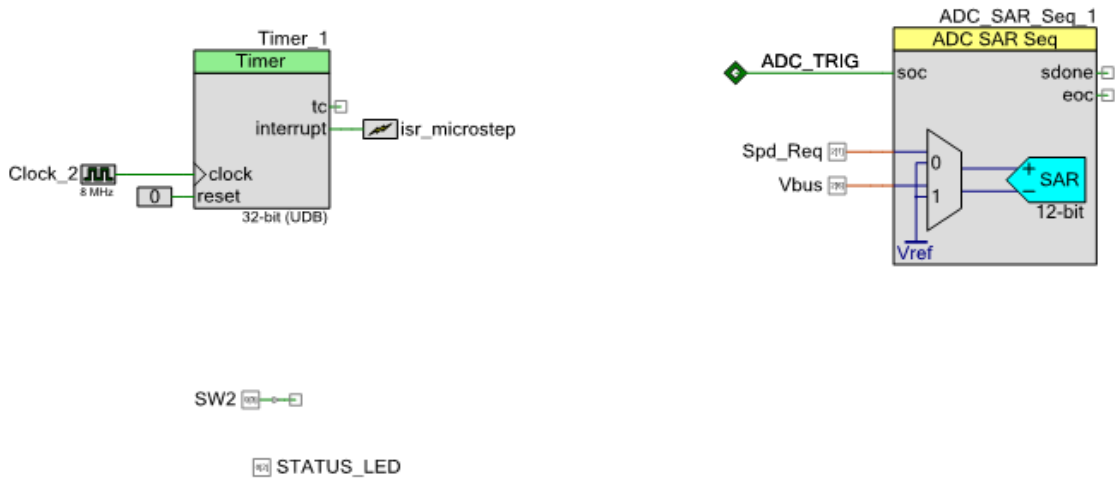 Timer_1
Timer
tc
interrupt
isr_microstep
Clock_2
8 MHz
clock
0
reset
32-bit (UDB)
ADC_SAR_Seq_1
ADC SAR Seq
ADC_TRIG
soc
sdone
eoc
Spd_Req
0
Vbus
1
+
SAR
−
12-bit
Vref
SW2
STATUS_LED